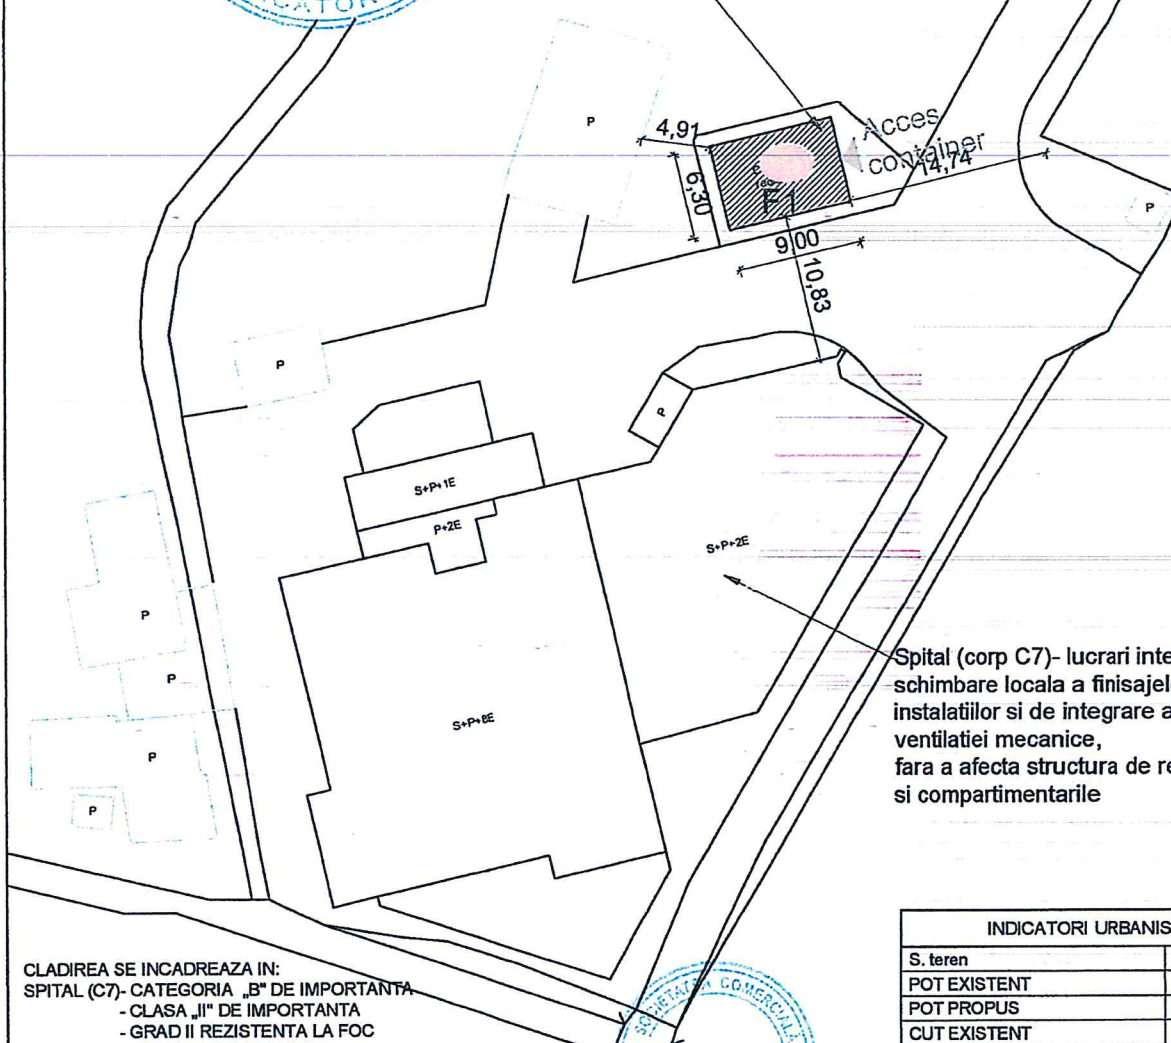 P
4,91
Acces
container
14,74
6,30
P
9,00
10,83
P
P
S+P+1E
P+2E
S+P+2E
P
P
S+P+8E
P
P
Spital (corp C7)- lucrari inte
schimbare locala a finisajel
instalatiilor si de integrare a
ventilatiei mecanice,
fara a afecta structura de re
si compartimentarile
INDICATORI URBANIS
S. teren
POT EXISTENT
POT PROPUS
CUT EXISTENT
CLADIREA SE INCADREAZA IN:
SPITAL (C7)- CATEGORIA „B" DE IMPORTANTA
- CLASA „II" DE IMPORTANTA
- GRAD II REZISTENTA LA FOC
SOCIETATEA COMERCIALA